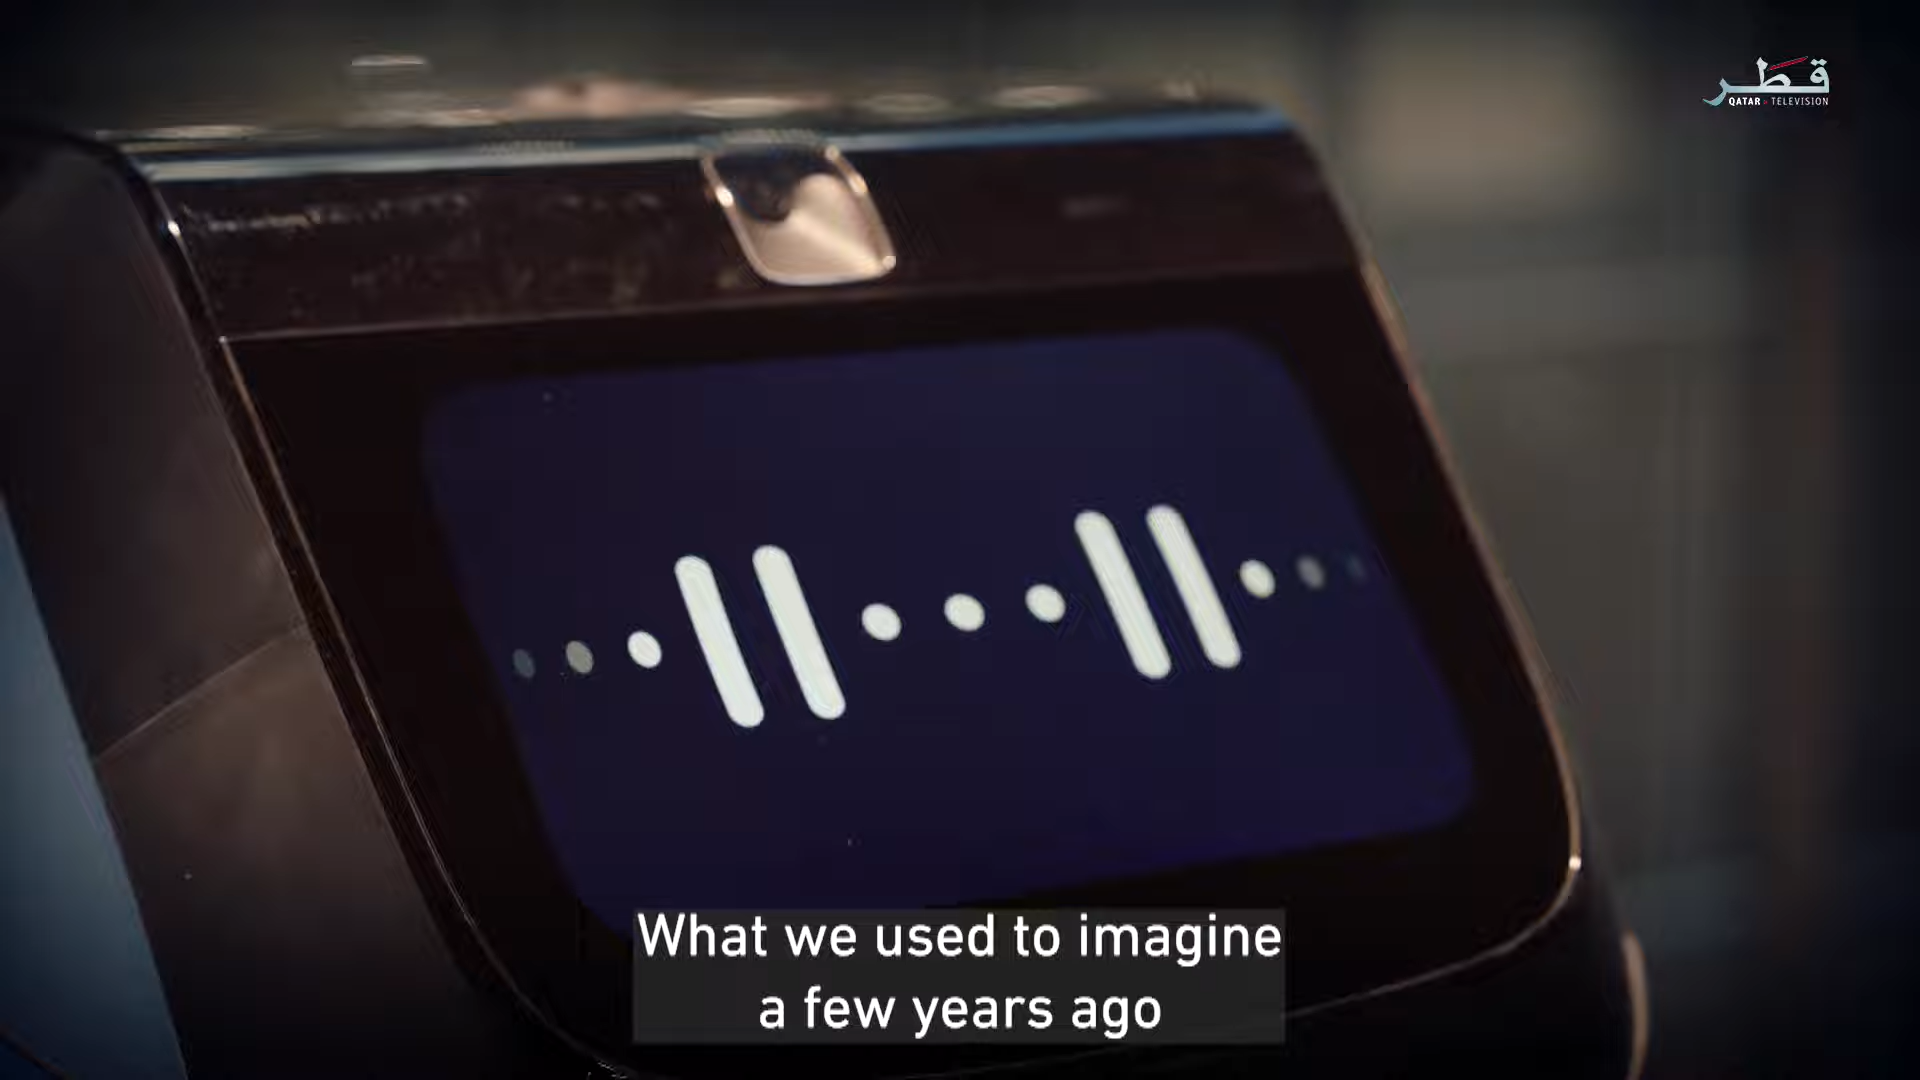 قطر
QATAR TELEVISION
What we used to imagine
a few years ago